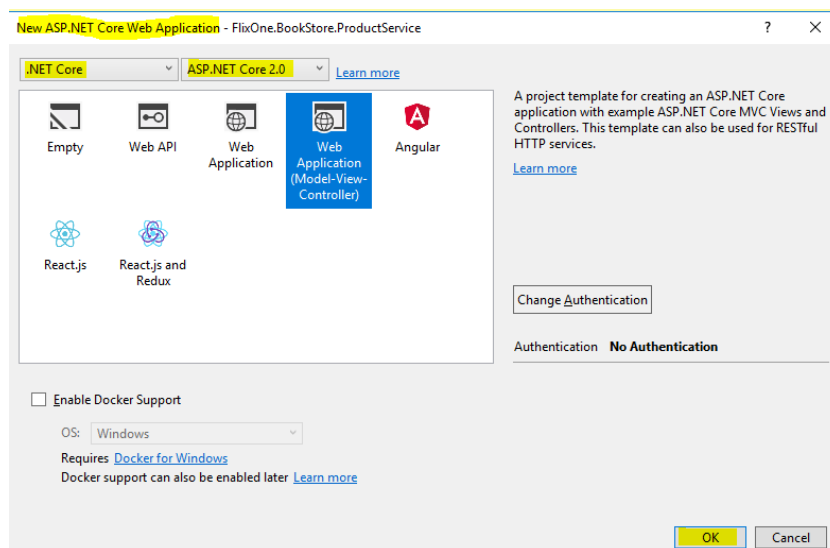 New ASP.NET Core Web Application - FlixOne.BookStore.ProductService
? X
.NET Core
ASP.NET Core 2.0
Learn more
Empty
Web API
Web
Application
Web
Application
(Model-View-
Controller)
Angular
React.js
React.js and
Redux
A project template for creating an ASP.NET Core
application with example ASP.NET Core MVC Views and
Controllers. This template can also be used for RESTful
HTTP services.
Learn more
Change Authentication
Authentication No Authentication
Enable Docker Support
OS: Windows
Requires Docker for Windows
Docker support can also be enabled later Learn more
OK
Cancel